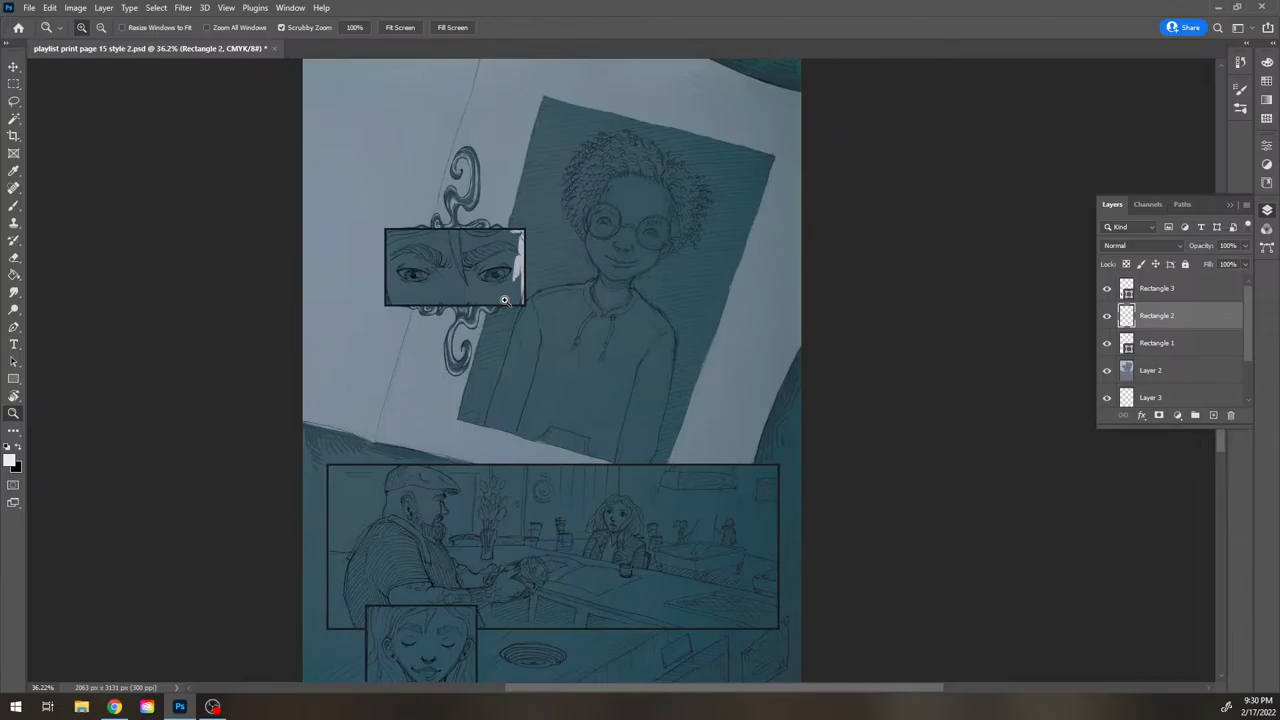 Ps File Edit Image Layer Type Select Filter 3D View Plugins Window Help
Resize Windows to Fit Zoom All Windows Scrubby Zoom 100% Fit Screen Fill Screen Share
playlist print page 15 style 2.psd @ 36.2% (Rectangle 2, CMYK/8#) * ×
Layers Channels Paths
Kind
Normal Opacity: 100%
Lock: Fill: 100%
Rectangle 3
Rectangle 2
Rectangle 1
Layer 2
Layer 3
fx
T
36.22% 2063 px x 3131 px (300 ppi)
Ps
9:30 PM
2/17/2022